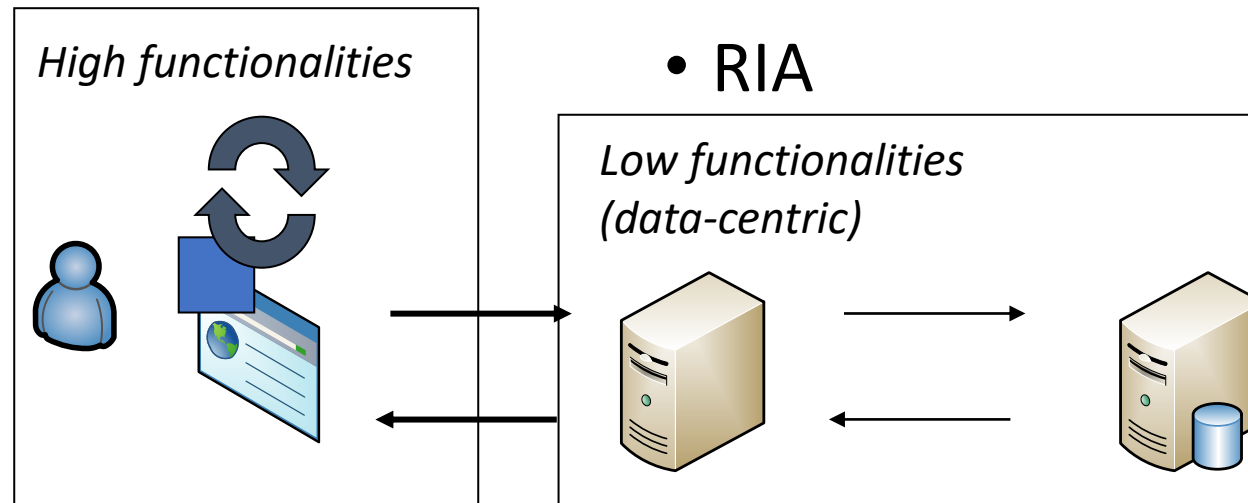 High functionalities
• RIA
Low functionalities
(data-centric)